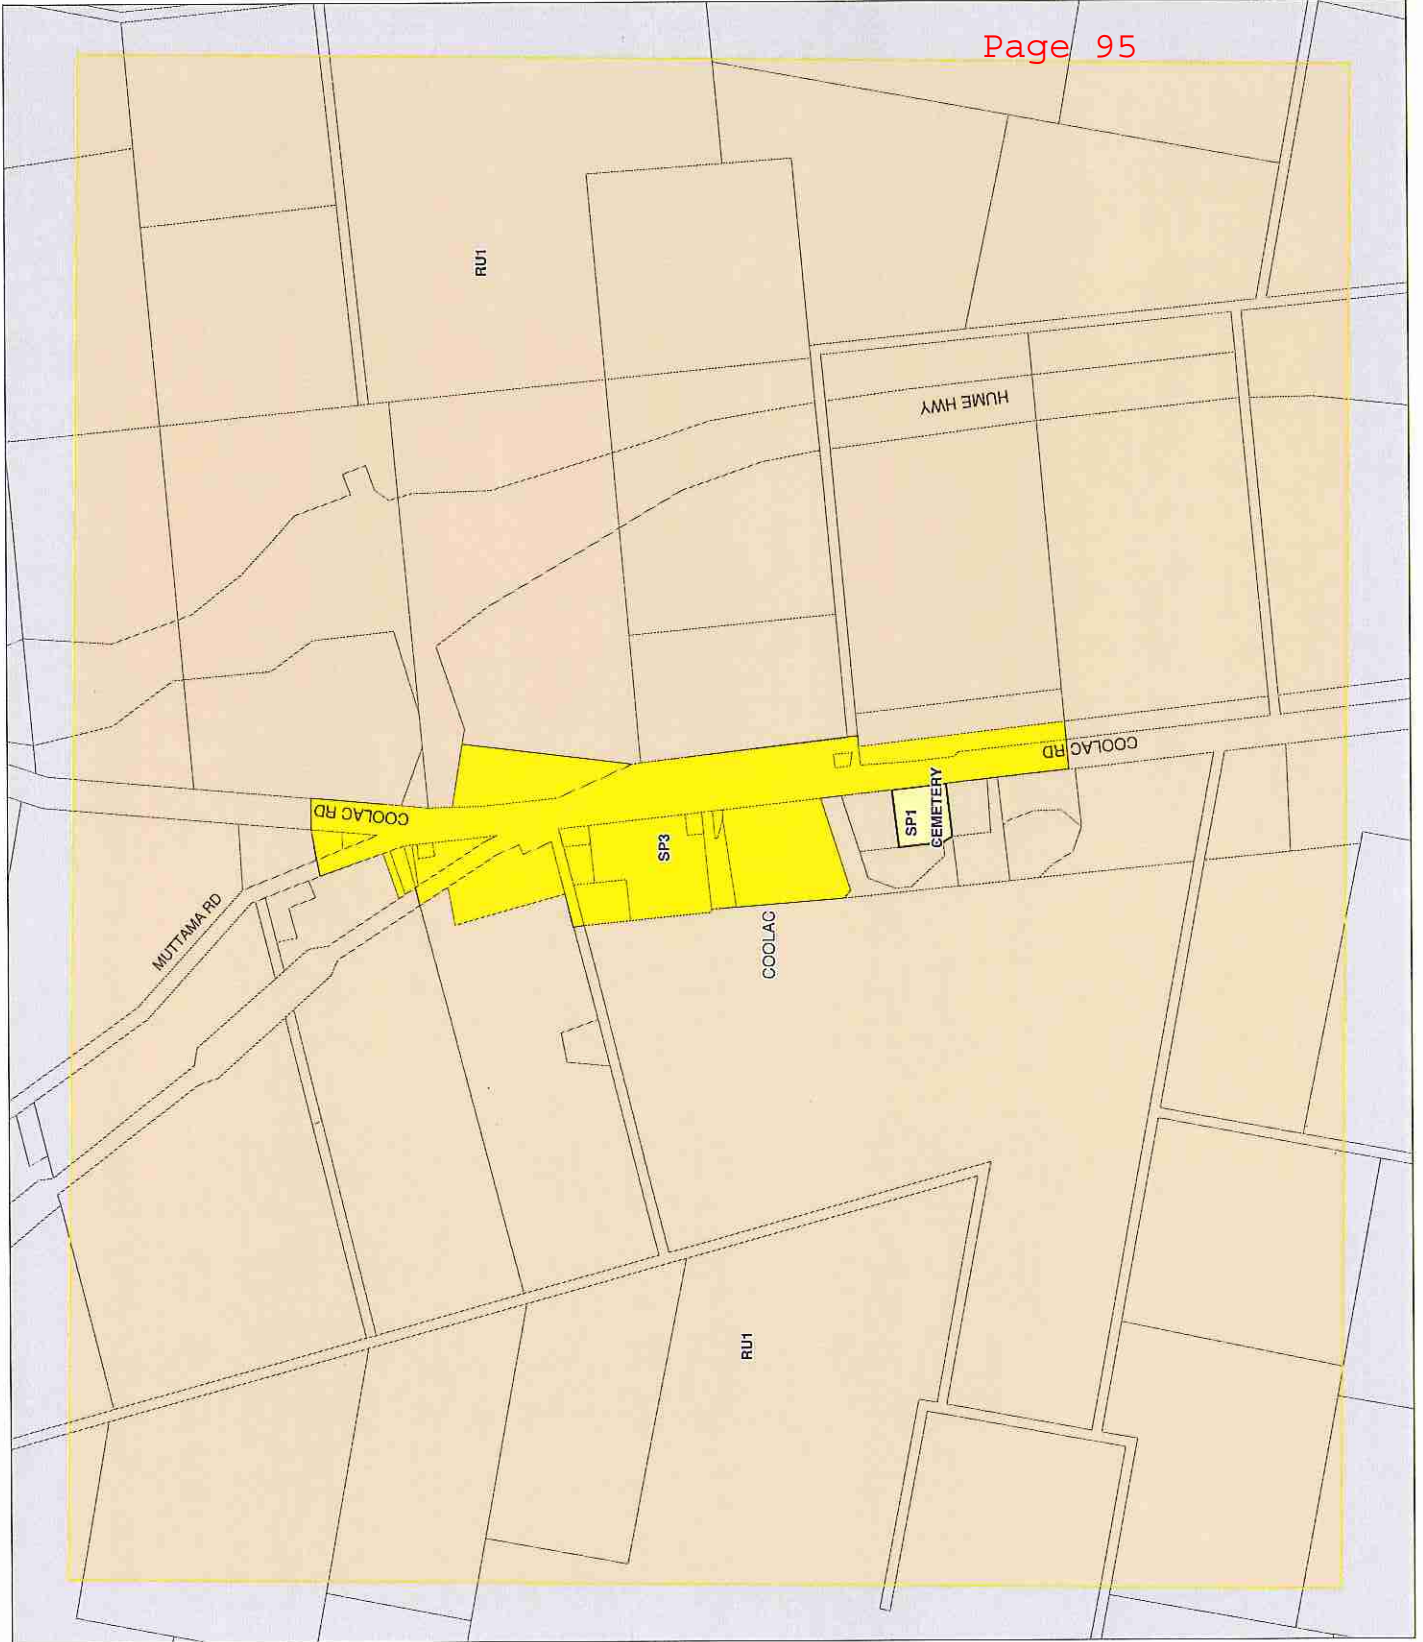 Page 95
RU1
HUME HWY
COOLAC RD
COOLAC RD
SP1
CEMETERY
SP3
MUTTAMA RD
COOLAC
RU1